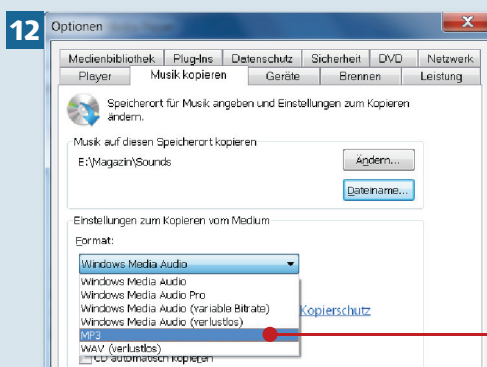 12
Optionen
Medienbibliothek Plug-Ins Datenschutz Sicherheit DVD Netzwerk
Player Musik kopieren Geräte Brennen Leistung
Speicherort für Musik angeben und Einstellungen zum Kopieren
ändern.
Musik auf diesen Speicherort kopieren
E:\Magazin\Sounds
Ändern...
Dateiname...
Einstellungen zum Kopieren vom Medium
Format:
Windows Media Audio
Windows Media Audio
Windows Media Audio Pro
Windows Media Audio (variable Bitrate) Kopierschutz
Windows Media Audio (verlustlos)
MP3
WAV (verlustlos)
CD automatisch kopieren